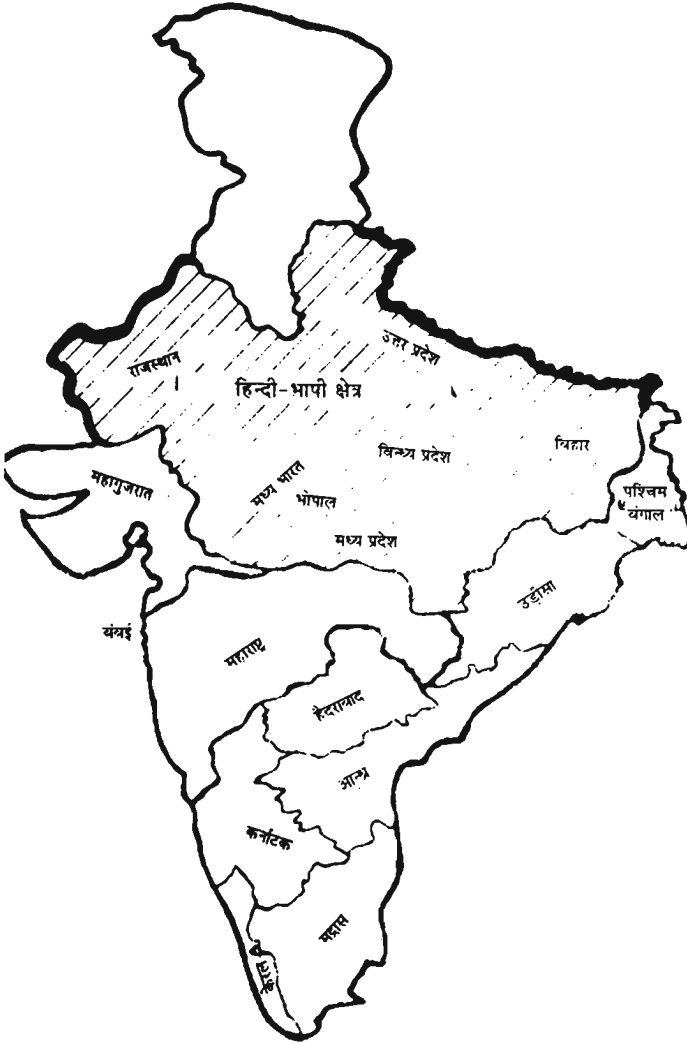 उत्तर प्रदेश
राजस्थान
हिन्दी-भाषी क्षेत्र
बिहार
विन्ध्य प्रदेश
मध्य भारत
महागुजरात
भोपाल
पश्चिम
बंगाल
मध्य प्रदेश
उड़ीसा
बंबई
महाराष्ट्र
हैदराबाद
आन्ध्र
कर्नाटक
मद्रास
केरल